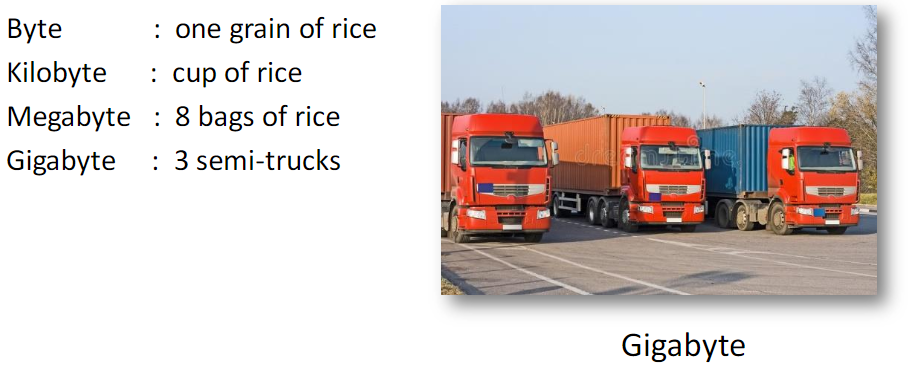 Byte : one grain of rice
Kilobyte : cup of rice
Megabyte : 8 bags of rice
Gigabyte : 3 semi-trucks
Gigabyte